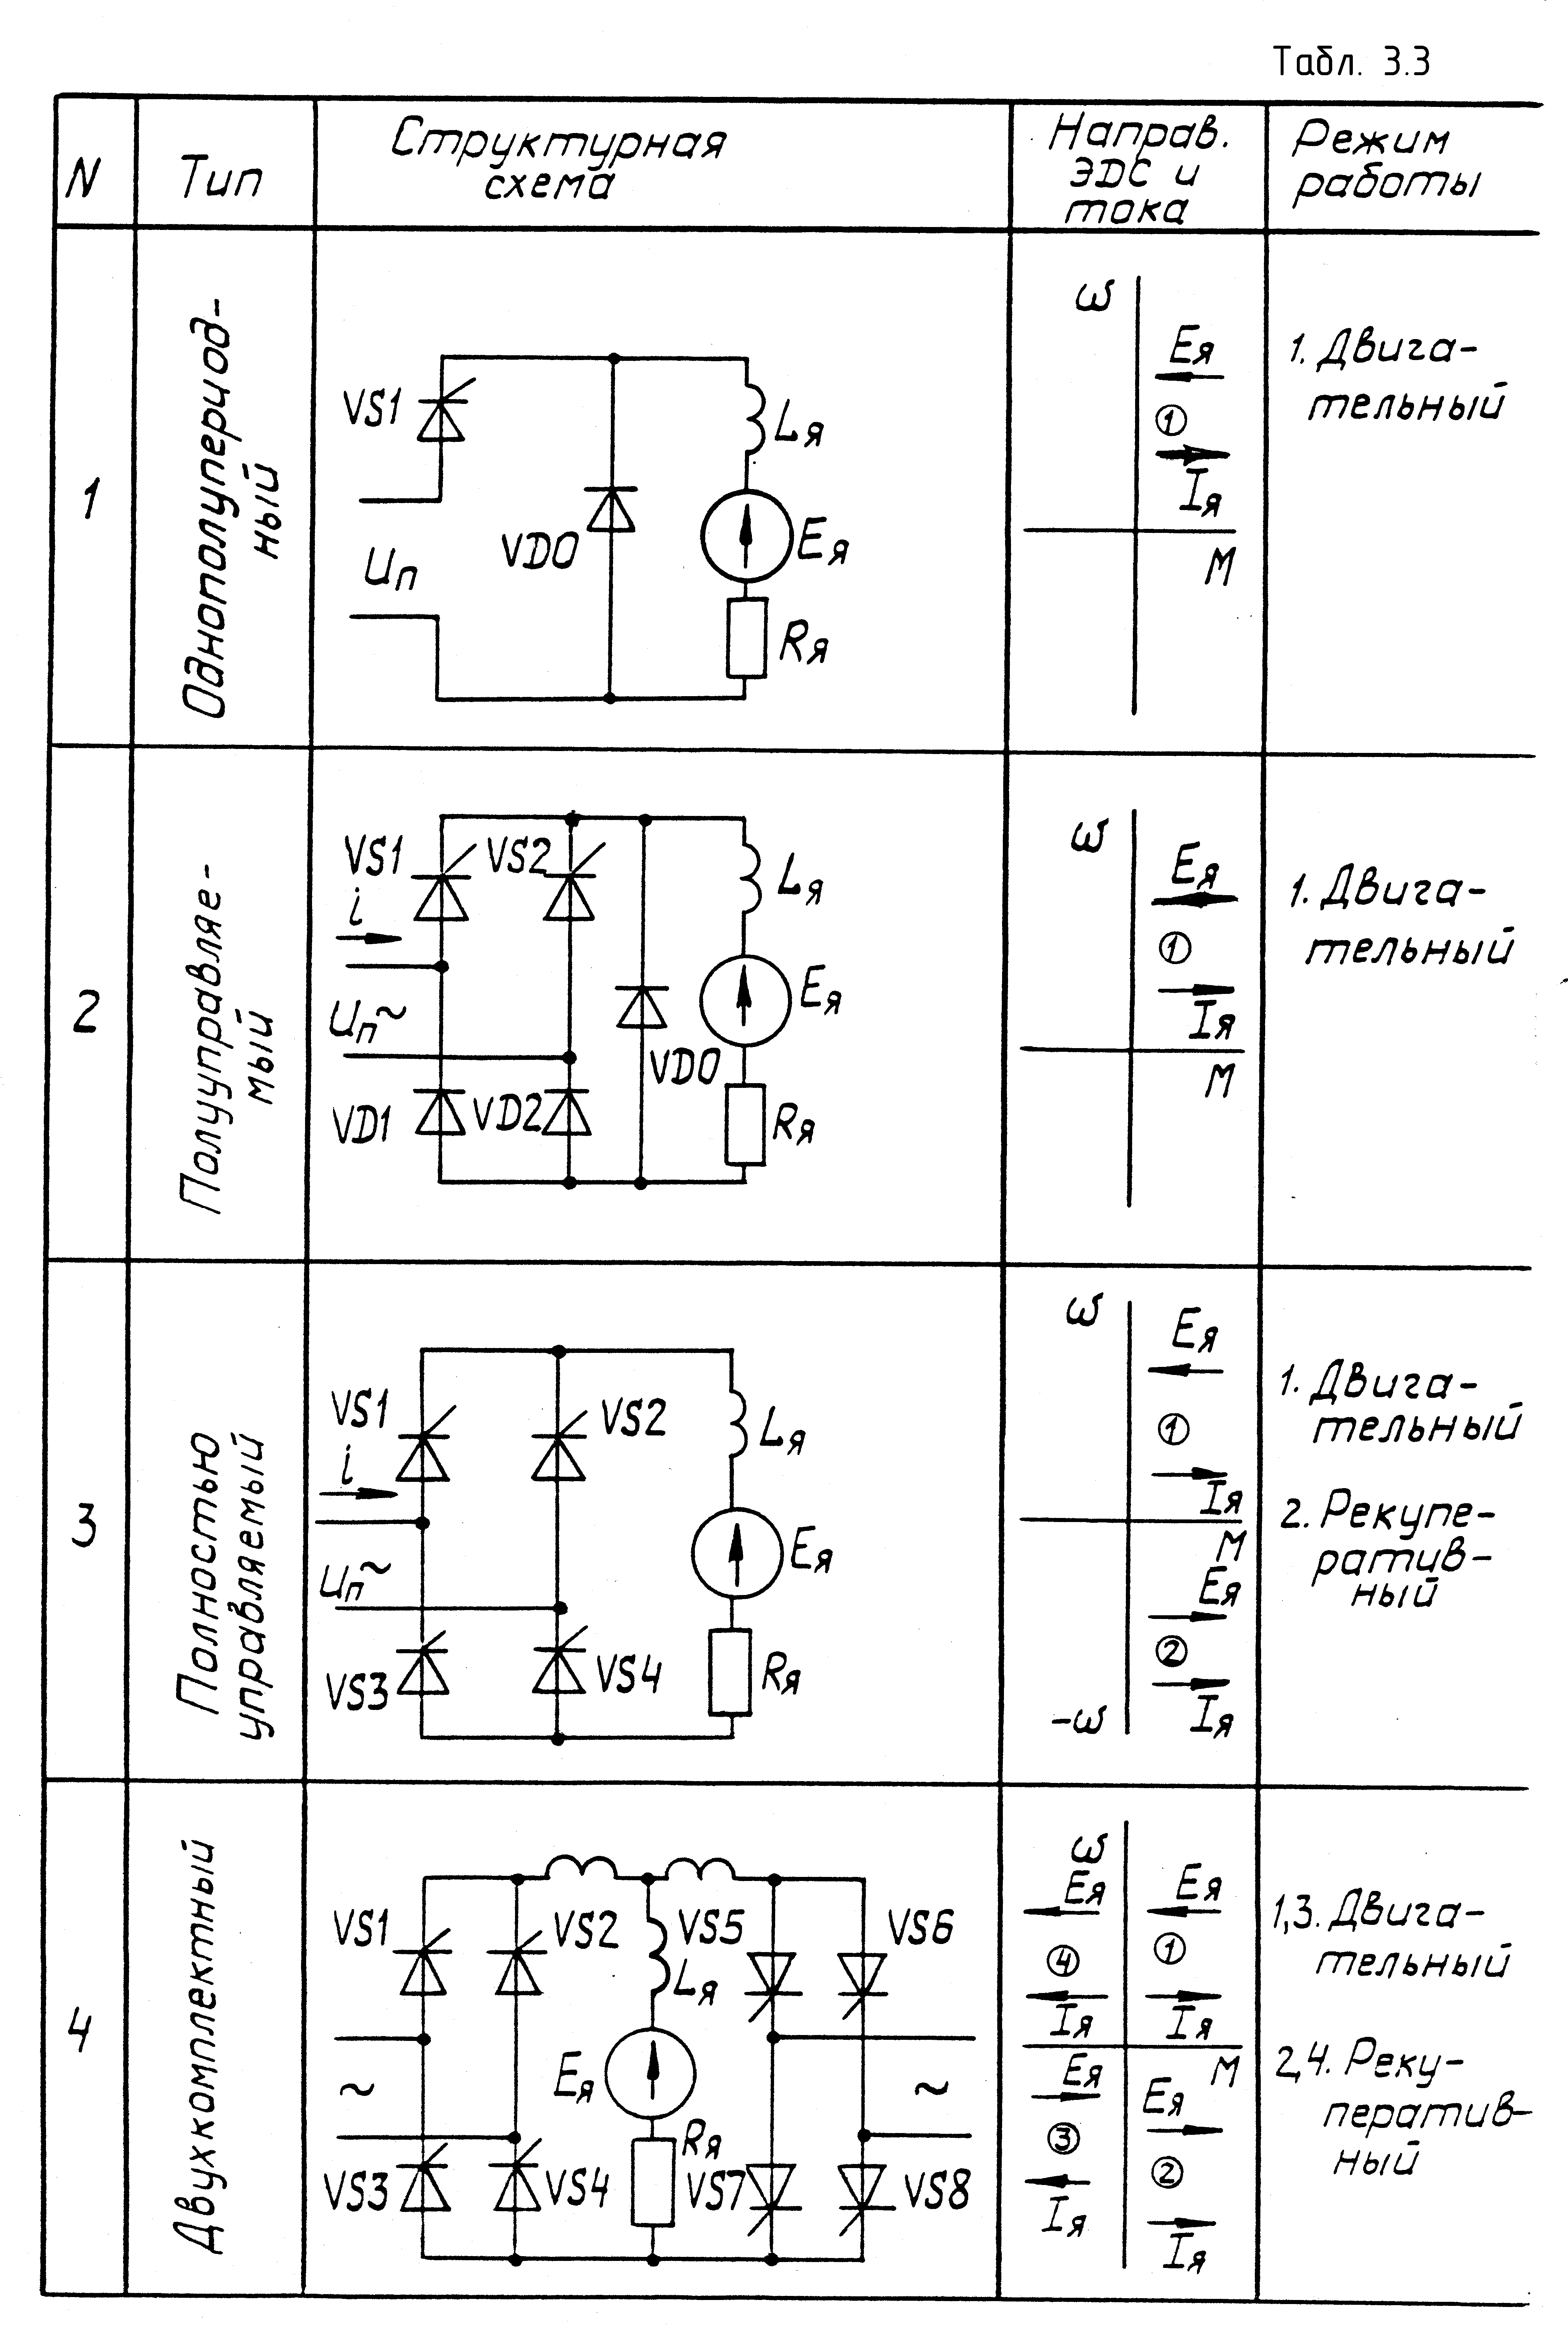 Табл. 3.3
N
Тип
Структурная
схема
Направ.
ЭДС и
тока
Режим
работы
1
Однополупериод-
ный
VS1
Uп
VD0
Lя
Eя
Rя
ω
Eя
1
Iя
M
1. Двига-
тельный
2
Полууправляе-
мый
VS1
VS2
i
Uп~
VD1
VD2
VD0
Lя
Eя
Rя
ω
Eя
1
Iя
M
1. Двига-
тельный
3
Полностью
управляемый
VS1
VS2
i
Uп~
VS3
VS4
Lя
Eя
Rя
ω
Eя
1
Iя
M
Eя
2
-ω
Iя
1. Двига-
тельный
2. Рекупе-
ратив-
ный
4
Двухкомплектный
VS1
VS2
VS5
VS6
Lя
~
Eя
~
Rя
VS3
VS4
VS7
VS8
ω
Eя
Eя
4
1
Iя
Iя
Eя
M
Eя
3
2
Iя
Iя
1,3. Двига-
тельный
2,4. Реку-
ператив-
ный